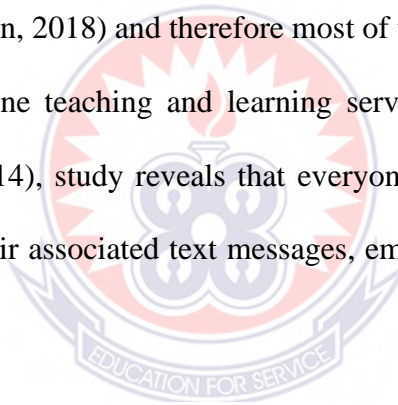 n, 2018) and therefore most of
ne teaching and learning serv
14), study reveals that everyon
ir associated text messages, em
EDUCATION FOR SERVICE